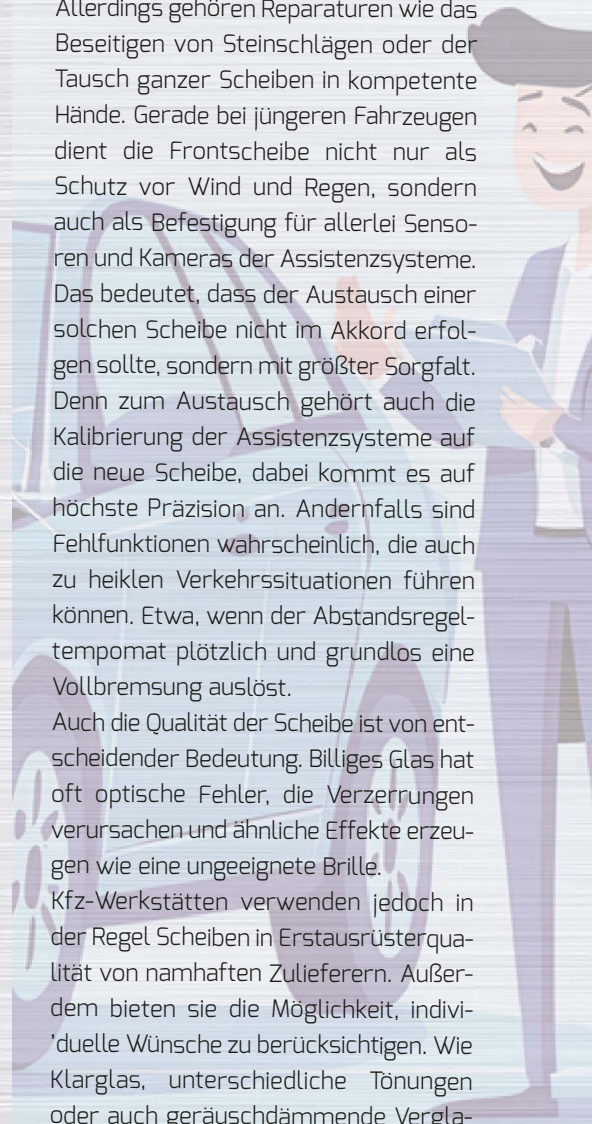 Allerdings gehören Reparaturen wie das
Beseitigen von Steinschlägen oder der
Tausch ganzer Scheiben in kompetente
Hände. Gerade bei jüngeren Fahrzeugen
dient die Frontscheibe nicht nur als
Schutz vor Wind und Regen, sondern
auch als Befestigung für allerlei Senso-
ren und Kameras der Assistenzsysteme.
Das bedeutet, dass der Austausch einer
solchen Scheibe nicht im Akkord erfol-
gen sollte, sondern mit größter Sorgfalt.
Denn zum Austausch gehört auch die
Kalibrierung der Assistenzsysteme auf
die neue Scheibe, dabei kommt es auf
höchste Präzision an. Andernfalls sind
Fehlfunktionen wahrscheinlich, die auch
zu heiklen Verkehrssituationen führen
können. Etwa, wenn der Abstandsregel-
tempomat plötzlich und grundlos eine
Vollbremsung auslöst.
Auch die Qualität der Scheibe ist von ent-
scheidender Bedeutung. Billiges Glas hat
oft optische Fehler, die Verzerrungen
verursachen und ähnliche Effekte erzeu-
gen wie eine ungeeignete Brille.
Kfz-Werkstätten verwenden jedoch in
der Regel Scheiben in Erstausrüsterqua-
lität von namhaften Zulieferern. Außer-
dem bieten sie die Möglichkeit, indivi-
'duelle Wünsche zu berücksichtigen. Wie
Klarglas, unterschiedliche Tönungen
oder auch geräuschdämmende Vergla-